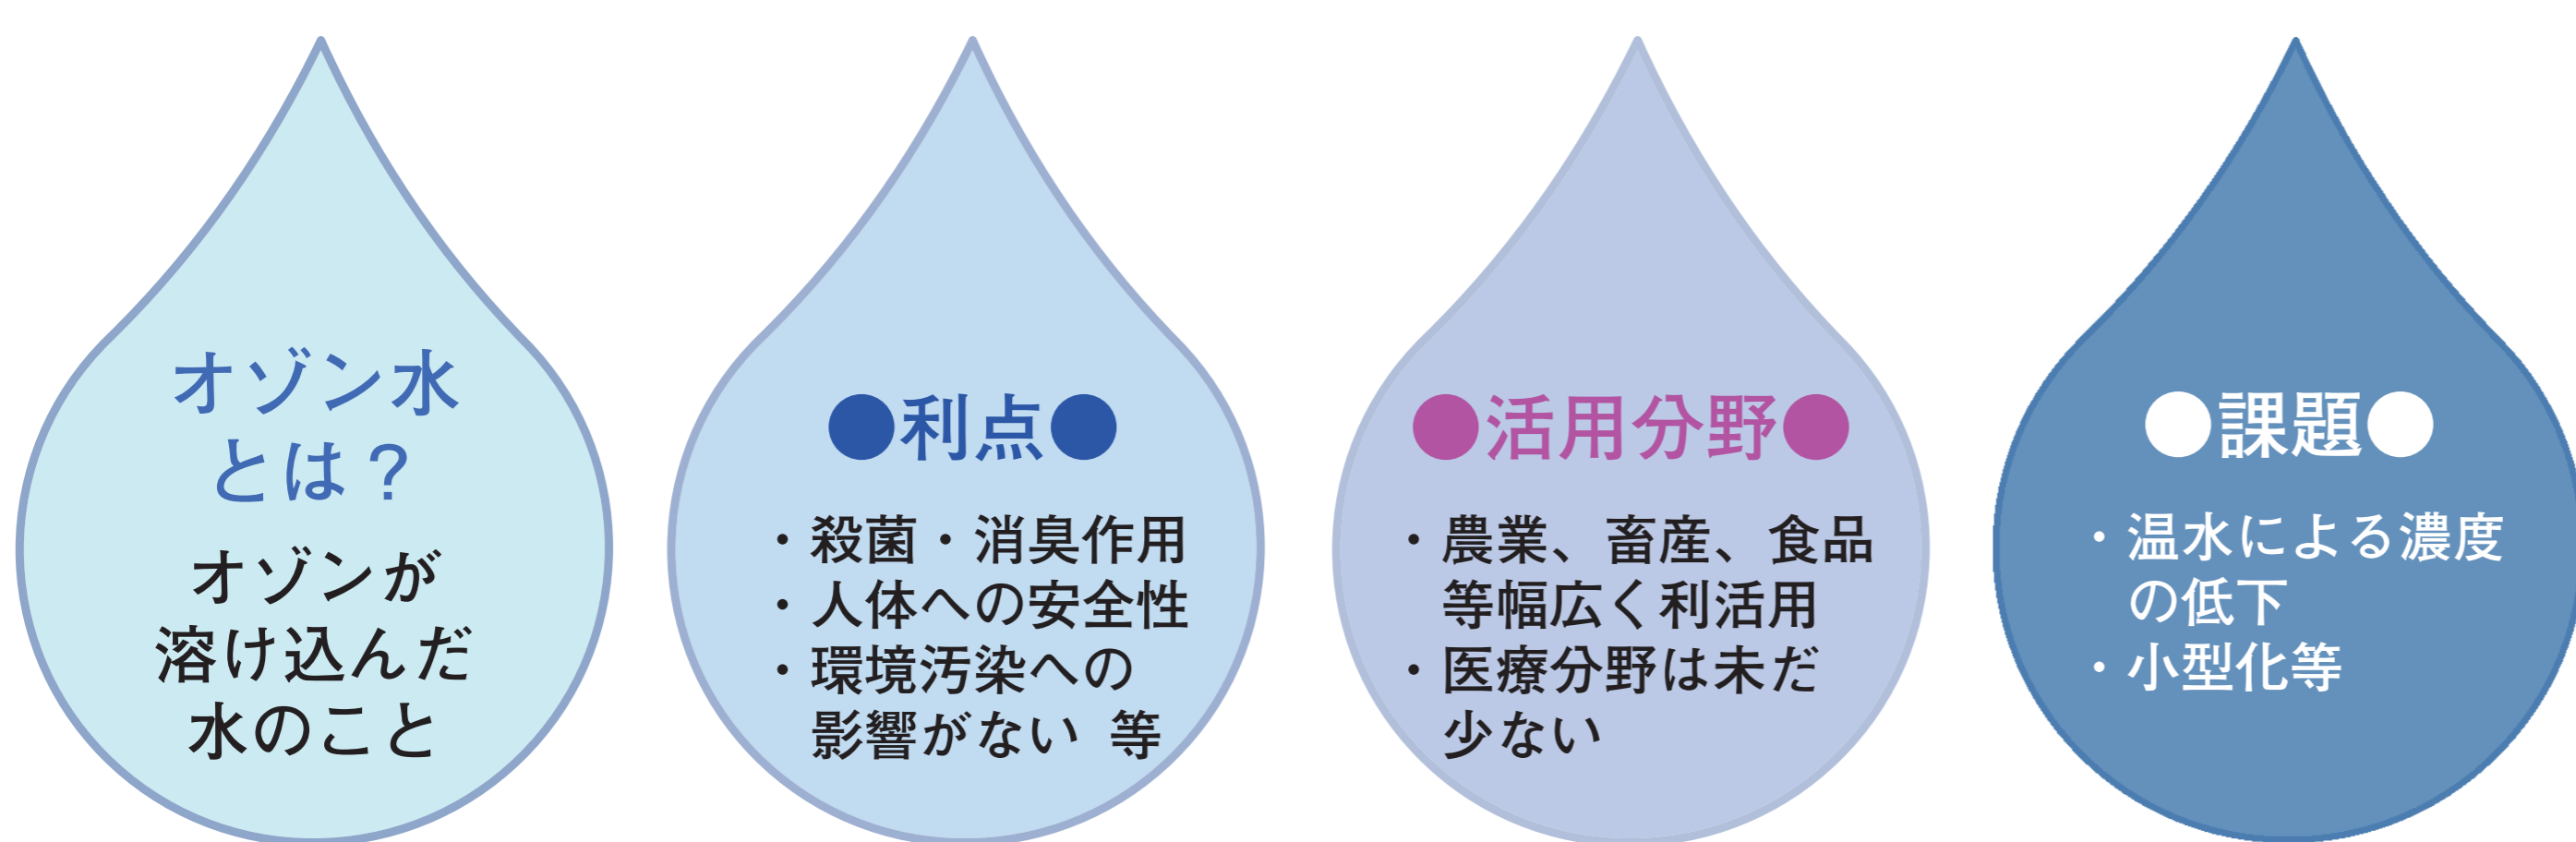 オゾン水
とは？
オゾンが
溶け込んだ
水のこと
●利点●
・殺菌・消臭作用
・人体への安全性
・環境汚染への
影響がない 等
●活用分野●
・農業、畜産、食品
等幅広く利活用
・医療分野は未だ
少ない
●課題●
・温水による濃度
の低下
・小型化等